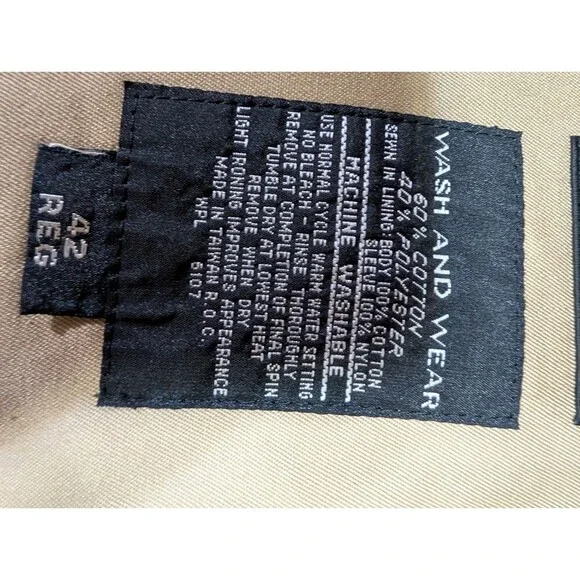 WASH AND WEAR
60% COTTON
40% POLYESTER
SEWN IN LINING: BODY 100% COTTON
SLEEVE 100% NYLON
MACHINE WASHABLE
USE NORMAL CYCLE WARM WATER SETTING
NO BLEACH - RINSE THOROUGHLY
REMOVE AT COMPLETION OF FINAL SPIN
TUMBLE DRY AT LOWEST HEAT
REMOVE WHEN DRY
LIGHT IRONING IMPROVES APPEARANCE
MADE IN TAIWAN R.O.C.
WPL 6107
42
REG